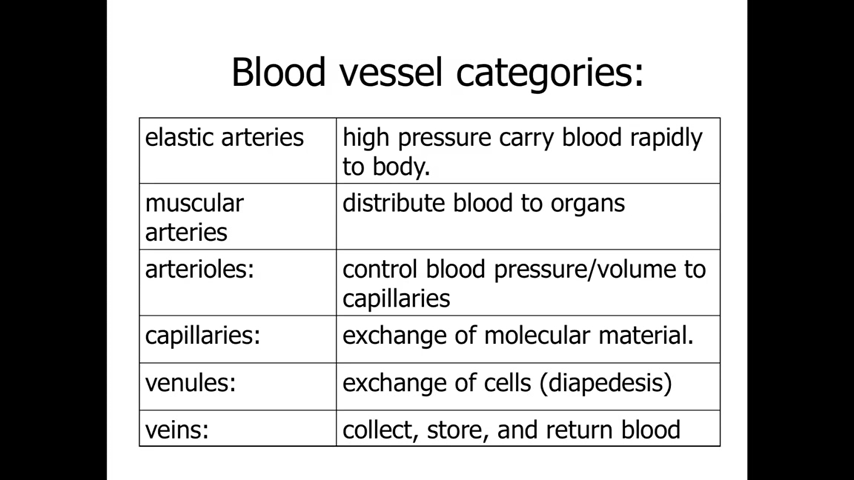 Blood vessel categories:
elastic arteries
high pressure carry blood rapidly
to body.
muscular
arteries
distribute blood to organs
arterioles:
control blood pressure/volume to
capillaries
capillaries:
exchange of molecular material.
venules:
exchange of cells (diapedesis)
veins:
collect, store, and return blood